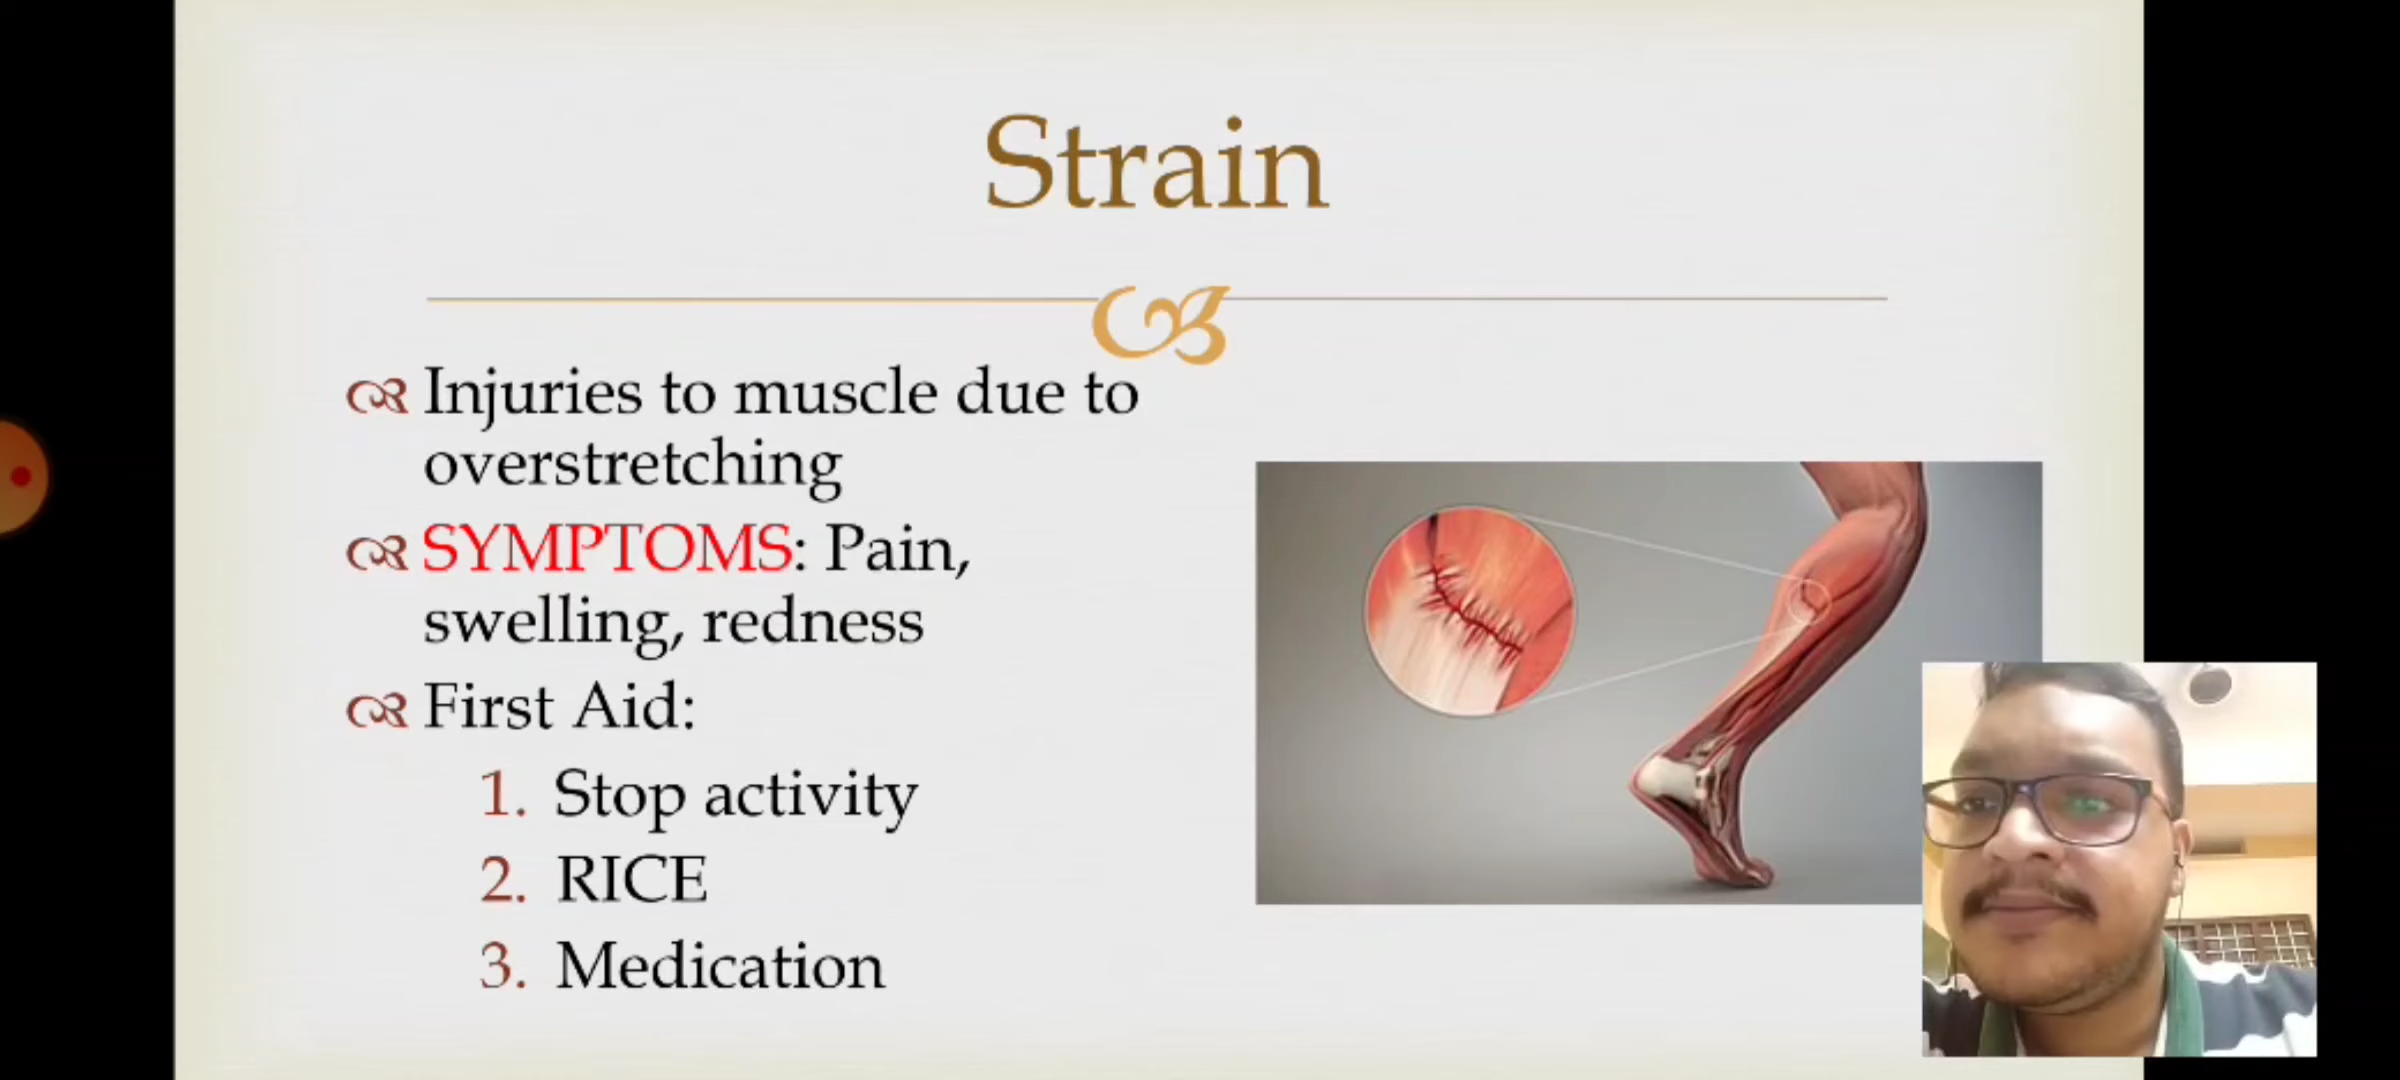 Strain
Injuries to muscle due to
overstretching
SYMPTOMS: Pain,
swelling, redness
First Aid:
1. Stop activity
2. RICE
3. Medication